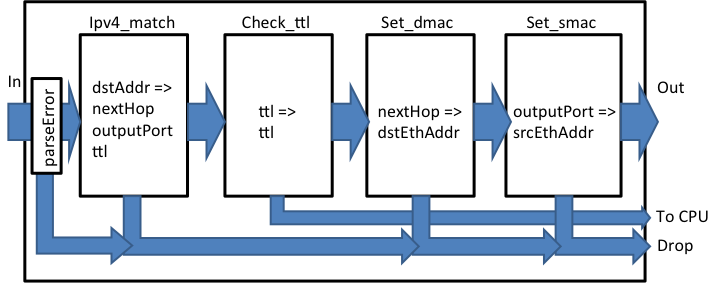 Ipv4_match
Check_ttl
Set_dmac
Set_smac
In
parseError
dstAddr =>
nextHop
outputPort
ttl
ttl =>
ttl
nextHop =>
dstEthAddr
outputPort =>
srcEthAddr
Out
To CPU
Drop